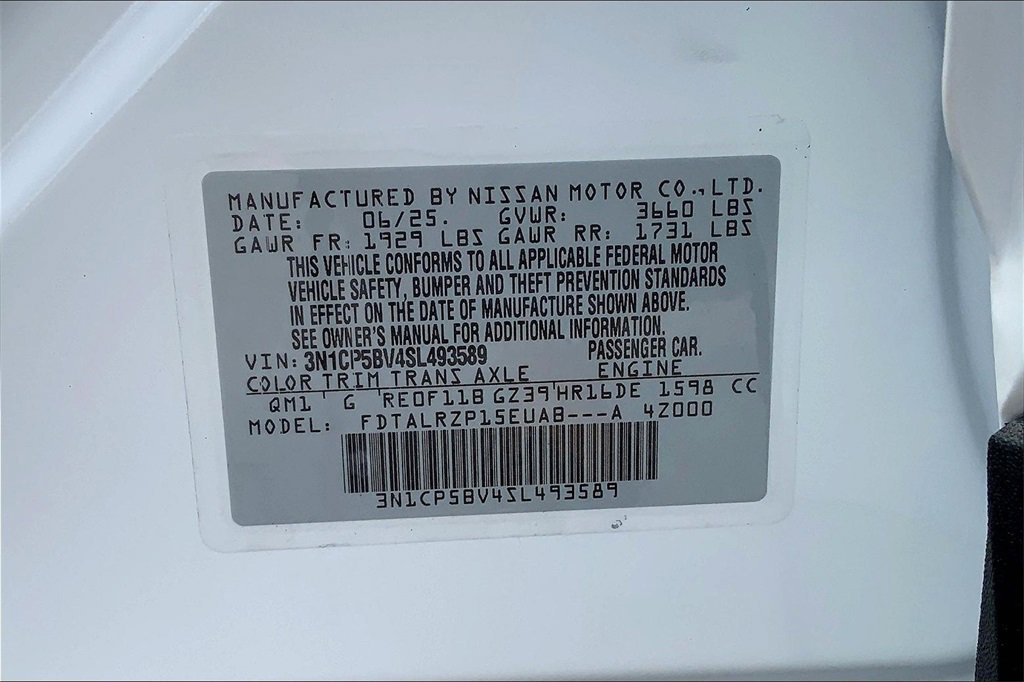 MANUFACTURED BY NISSAN MOTOR CO.,LTD.
DATE: 06/25. GVWR: 3660 LBS
GAWR FR: 1929 LBS GAWR RR: 1731 LBS
THIS VEHICLE CONFORMS TO ALL APPLICABLE FEDERAL MOTOR
VEHICLE SAFETY, BUMPER AND THEFT PREVENTION STANDARDS
IN EFFECT ON THE DATE OF MANUFACTURE SHOWN ABOVE.
SEE OWNER'S MANUAL FOR ADDITIONAL INFORMATION.
VIN: 3N1CP5BV4SL493589 PASSENGER CAR.
COLOR TRIM TRANS AXLE ENGINE
QM1 G RE0F11B GZ39 HR16DE 1598 CC
MODEL: FDTALRZP15EUAB---A 4Z000
3N1CP5BV4SL493589